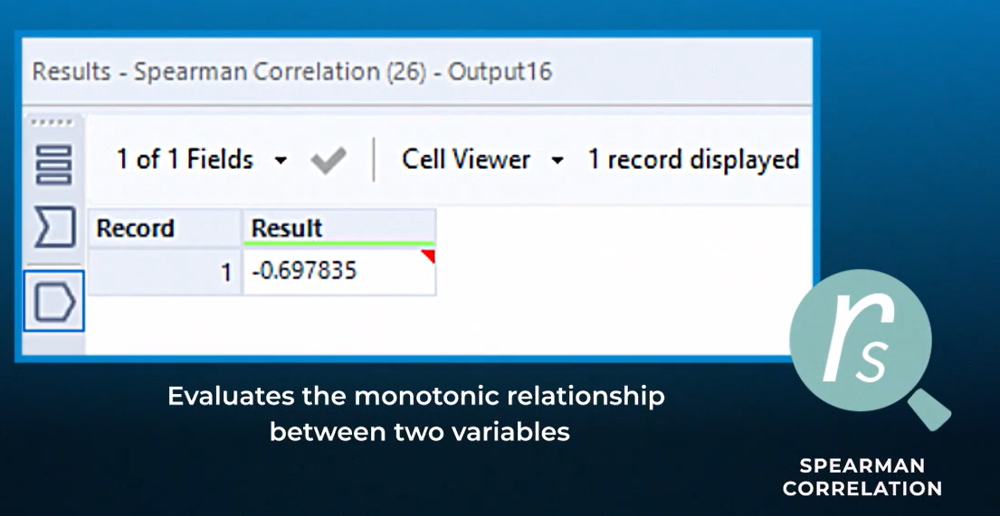 Results - Spearman Correlation (26) - Output16
1 of 1 Fields Cell Viewer 1 record displayed
Record Result
1 -0.697835
rs
Evaluates the monotonic relationship
between two variables
SPEARMAN
CORRELATION